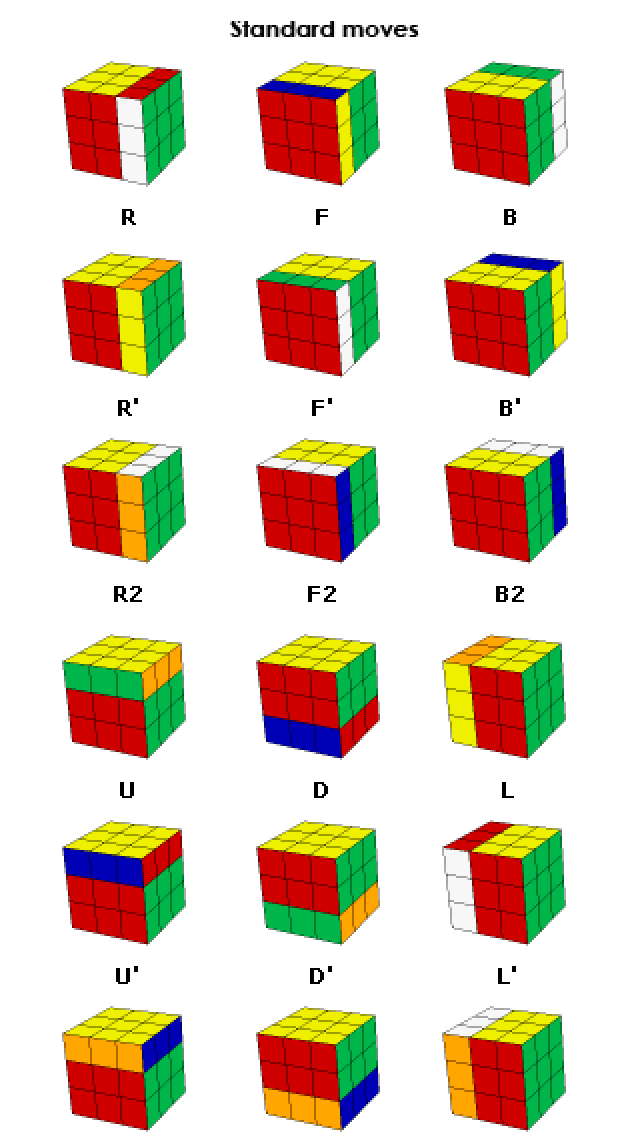 Standard moves
R F B
R' F' B'
R2 F2 B2
U D L
U' D' L'